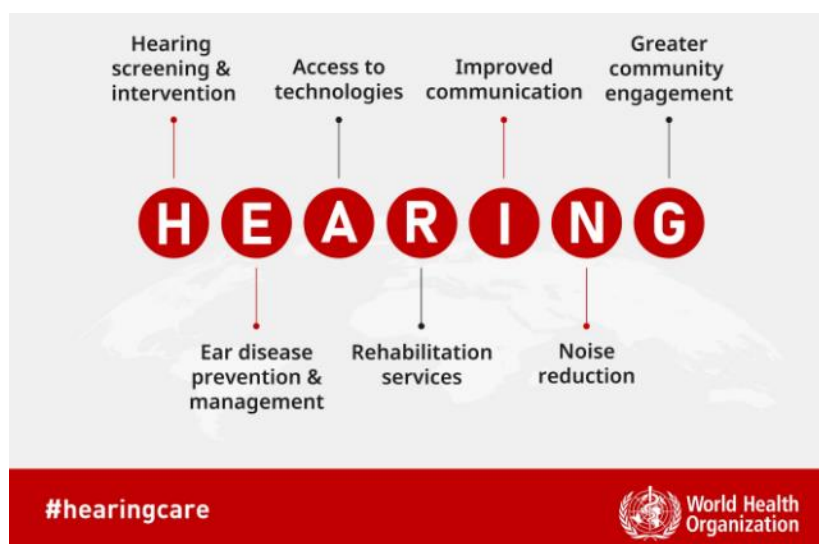 Hearing
screening &
intervention
Access to
technologies
Improved
communication
Greater
community
engagement
H E A R I N G
Ear disease
prevention &
management
Rehabilitation
services
Noise
reduction
#hearingcare
World Health
Organization